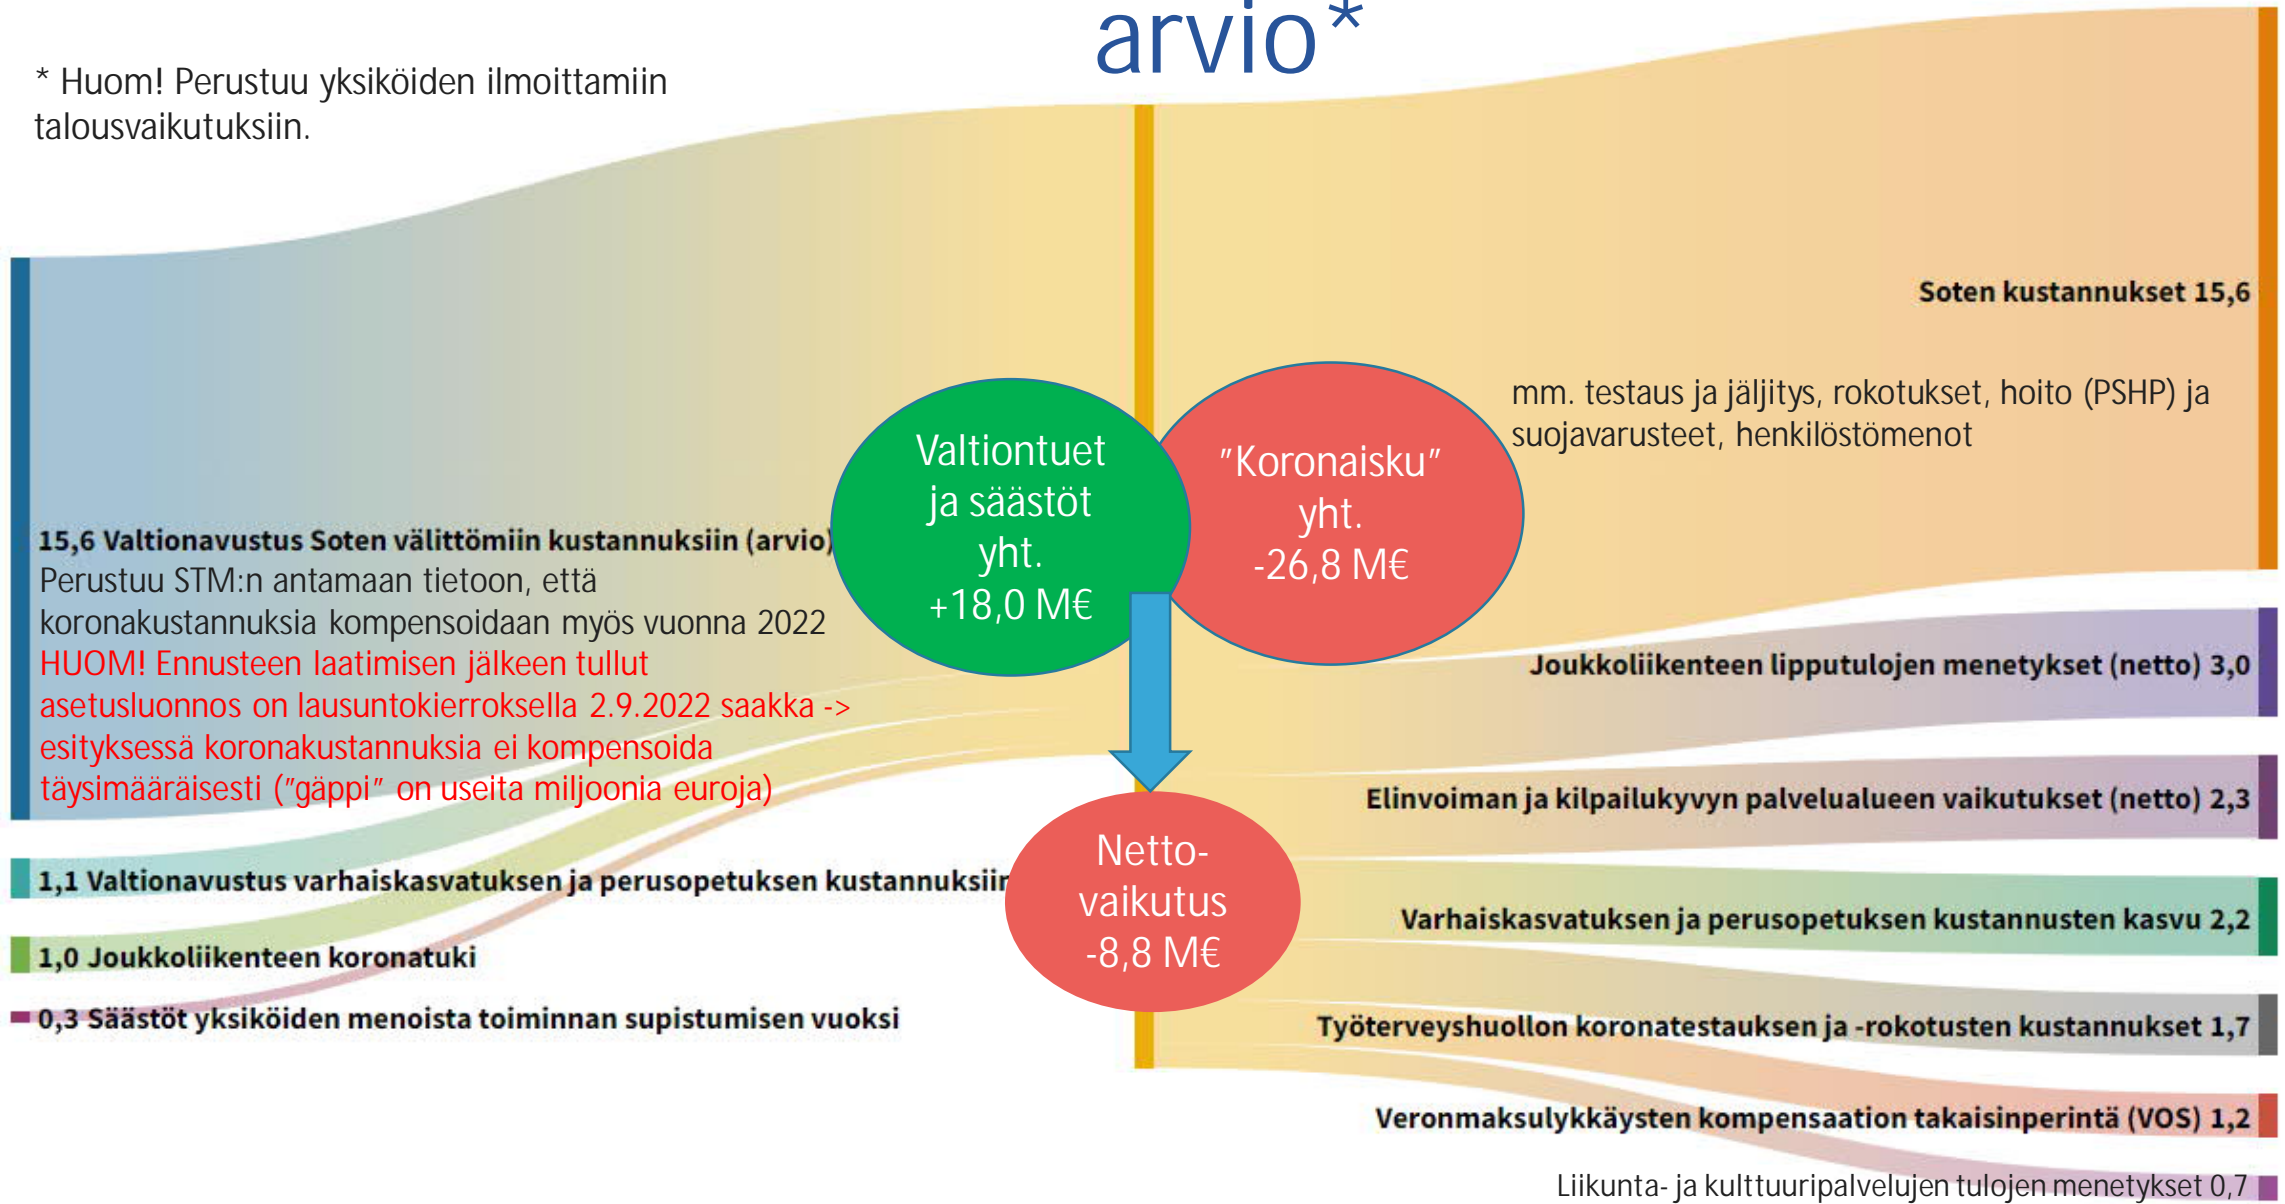 arvio*
* Huom! Perustuu yksiköiden ilmoittamiin
talousvaikutuksiin.
15,6 Valtionavustus Soten välittömiin kustannuksiin (arvio)
Perustuu STM:n antamaan tietoon, että
koronakustannuksia kompensoidaan myös vuonna 2022
HUOM! Ennusteen laatimisen jälkeen tullut
asetusluonnos on lausuntokierroksella 2.9.2022 saakka ->
esityksessä koronakustannuksia ei kompensoida
täysimääräisesti ("gäppi" on useita miljoonia euroja)
1,1 Valtionavustus varhaiskasvatuksen ja perusopetuksen kustannuksiin
1,0 Joukkoliikenteen koronatuki
0,3 Säästöt yksiköiden menoista toiminnan supistumisen vuoksi
Valtiontuet
ja säästöt
yht.
+18,0 M€
"Koronaisku"
yht.
-26,8 M€
Netto-
vaikutus
-8,8 M€
Soten kustannukset 15,6
mm. testaus ja jäljitys, rokotukset, hoito (PSHP) ja
suojavarusteet, henkilöstömenot
Joukkoliikenteen lipputulojen menetykset (netto) 3,0
Elinvoiman ja kilpailukyvyn palvelualueen vaikutukset (netto) 2,3
Varhaiskasvatuksen ja perusopetuksen kustannusten kasvu 2,2
Työterveyshuollon koronatestauksen ja -rokotusten kustannukset 1,7
Veronmaksulykkäysten kompensaation takaisinperintä (VOS) 1,2
Liikunta- ja kulttuuripalvelujen tulojen menetykset 0,7